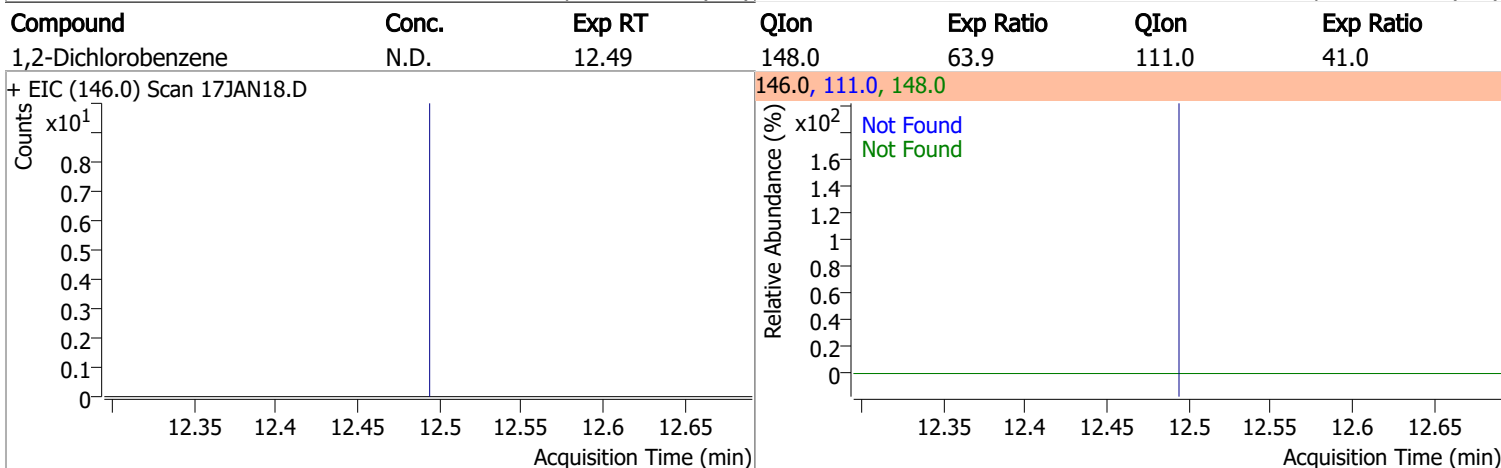 Compound Conc. Exp RT QIon Exp Ratio QIon Exp Ratio
1,2-Dichlorobenzene N.D. 12.49 148.0 63.9 111.0 41.0
+ EIC (146.0) Scan 17JAN18.D
Counts
x10^1
0.8
0.7
0.6
0.5
0.4
0.3
0.2
0.1
0
12.35 12.4 12.45 12.5 12.55 12.6 12.65
Acquisition Time (min)
146.0, 111.0, 148.0
Relative Abundance (%)
x10^2
Not Found
Not Found
1.6
1.4
1.2
1
0.8
0.6
0.4
0.2
0
12.35 12.4 12.45 12.5 12.55 12.6 12.65
Acquisition Time (min)